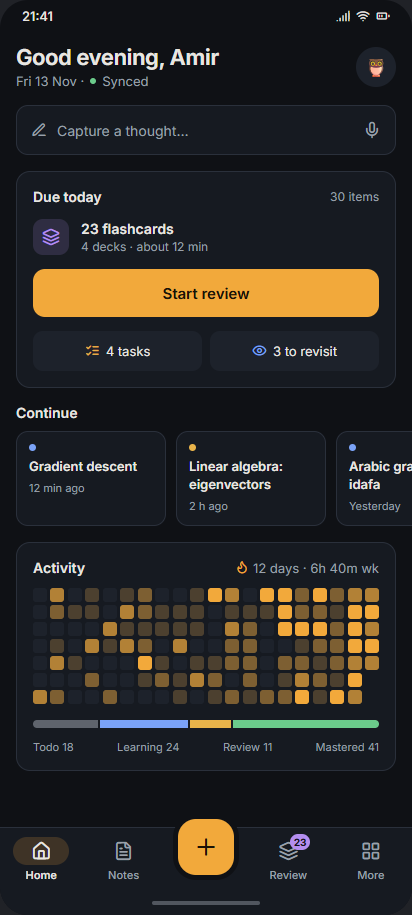 21:41
Good evening, Amir
Fri 13 Nov · Synced
Capture a thought...
Due today 30 items
23 flashcards
4 decks · about 12 min
Start review
4 tasks 3 to revisit
Continue
Gradient descent
12 min ago
Linear algebra:
eigenvectors
2 h ago
Arabic gra
idafa
Yesterday
Activity 12 days · 6h 40m wk
Todo 18 Learning 24 Review 11 Mastered 41
23
Home Notes Review More